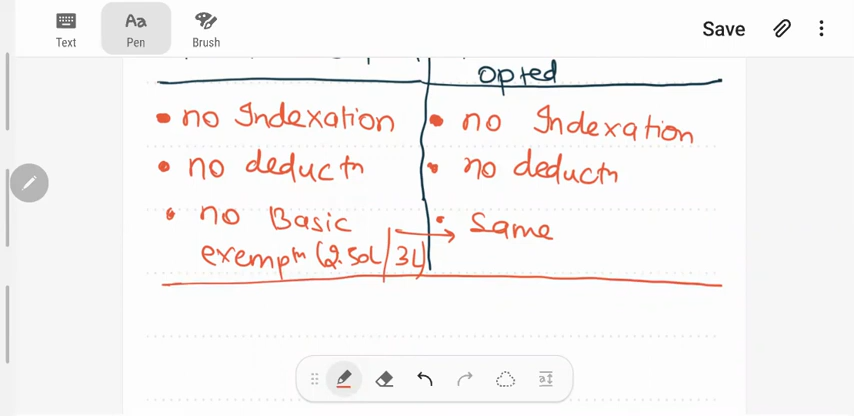 Text
Aa
Pen
Brush
Save
opted
• no Indexation
• no Indexation
• no deductn
• no deductn
• no Basic
• Same
exemptn (2.50L/3L)